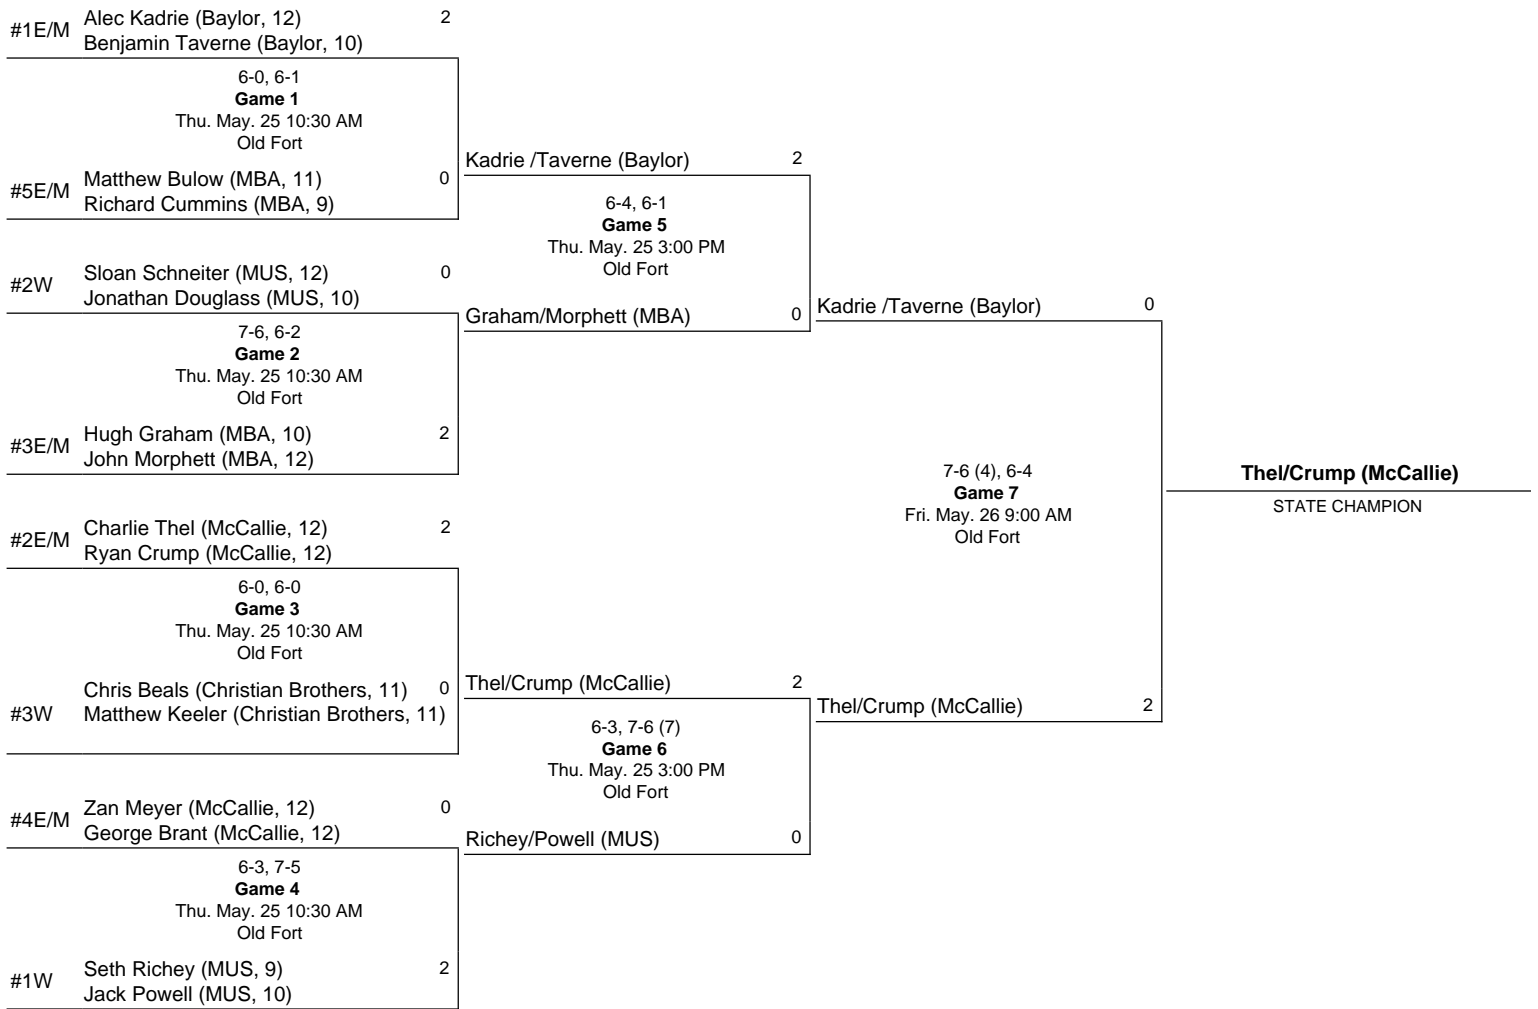 #1E/M
Alec Kadrie (Baylor, 12) 2
Benjamin Taverne (Baylor, 10)
6-0, 6-1
Game 1
Thu. May. 25 10:30 AM
Old Fort
#5E/M
Matthew Bulow (MBA, 11) 0
Richard Cummins (MBA, 9)
#2W
Sloan Schneiter (MUS, 12) 0
Jonathan Douglass (MUS, 10)
7-6, 6-2
Game 2
Thu. May. 25 10:30 AM
Old Fort
#3E/M
Hugh Graham (MBA, 10) 2
John Morphett (MBA, 12)
#2E/M
Charlie Thel (McCallie, 12) 2
Ryan Crump (McCallie, 12)
6-0, 6-0
Game 3
Thu. May. 25 10:30 AM
Old Fort
#3W
Chris Beals (Christian Brothers, 11) 0
Matthew Keeler (Christian Brothers, 11)
#4E/M
Zan Meyer (McCallie, 12) 0
George Brant (McCallie, 12)
6-3, 7-5
Game 4
Thu. May. 25 10:30 AM
Old Fort
#1W
Seth Richey (MUS, 9) 2
Jack Powell (MUS, 10)
Kadrie /Taverne (Baylor) 2
6-4, 6-1
Game 5
Thu. May. 25 3:00 PM
Old Fort
Graham/Morphett (MBA) 0
Thel/Crump (McCallie) 2
6-3, 7-6 (7)
Game 6
Thu. May. 25 3:00 PM
Old Fort
Richey/Powell (MUS) 0
Kadrie /Taverne (Baylor) 0
7-6 (4), 6-4
Game 7
Fri. May. 26 9:00 AM
Old Fort
Thel/Crump (McCallie) 2
Thel/Crump (McCallie)
STATE CHAMPION